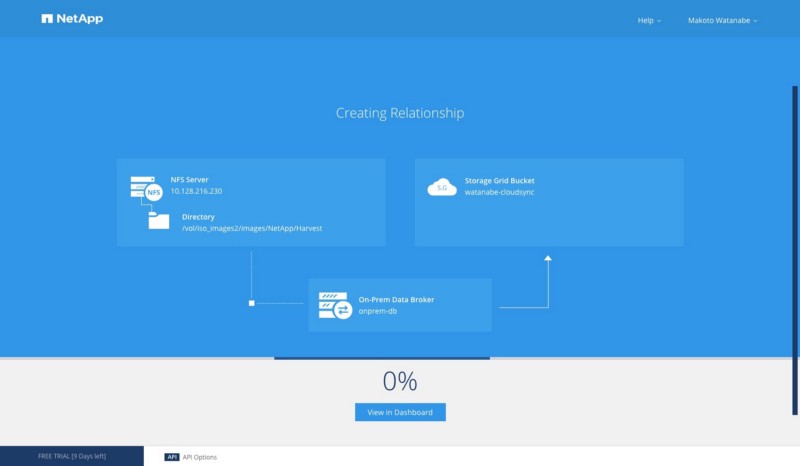 NetApp
Help
Makoto Watanabe
Creating Relationship
NFS Server
10.128.216.230
NFS
Directory
/vol/iso_images2/images/NetApp/Harvest
S.G
Storage Grid Bucket
watanabe-cloudsync
On-Prem Data Broker
onprem-db
0%
View in Dashboard
FREE TRIAL [9 Days left]
API API Options